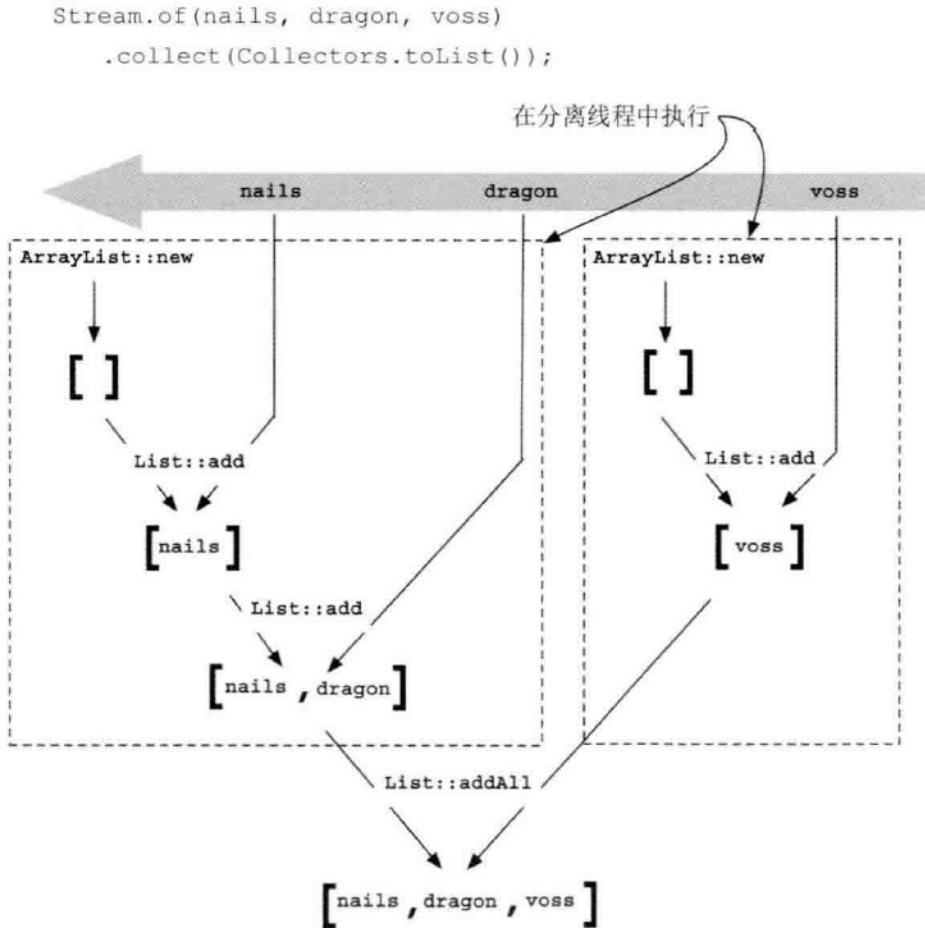 Stream.of(nails, dragon, voss)
.collect(Collectors.toList());
在分离线程中执行
nails dragon voss
ArrayList::new ArrayList::new
[ ] [ ]
List::add List::add
[nails] [voss]
List::add
[nails, dragon]
List::addAll
[nails, dragon, voss]